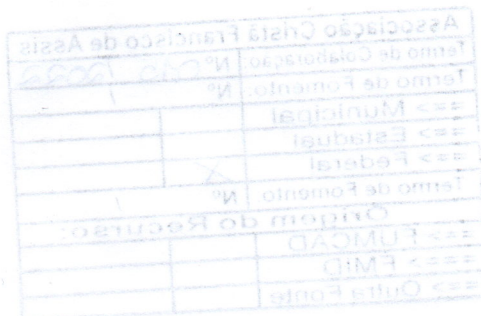 Associação Cristã Francisco de Assis
Termo de Colaboração: Nº /
Termo de Fomento: Nº /
==> Municipal
==> Estadual
==> Federal X
Termo de Fomento: Nº /
Origem do Recurso:
==> FUMCAD
==> FMID
==> Outra Fonte